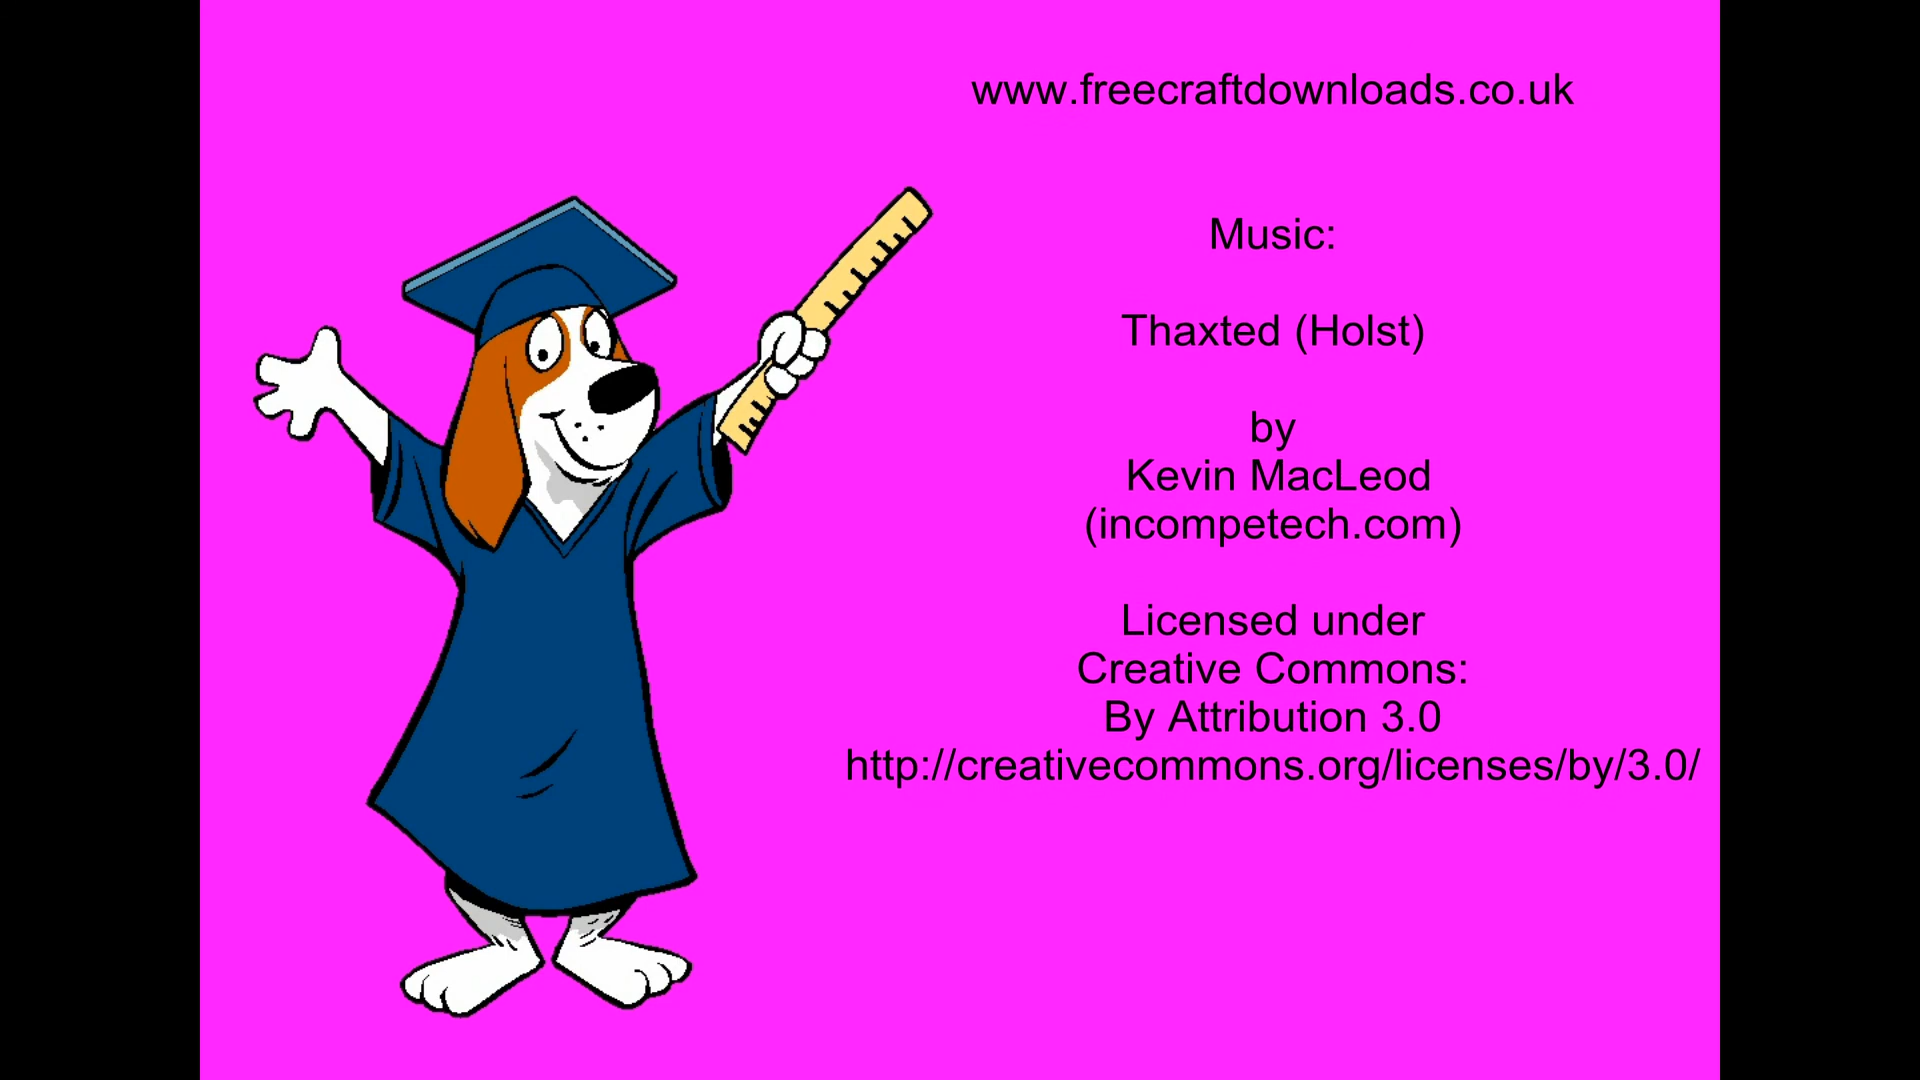 www.freecraftdownloads.co.uk
Music:
Thaxted (Holst)
by
Kevin MacLeod
(incompetech.com)
Licensed under
Creative Commons:
By Attribution 3.0
http://creativecommons.org/licenses/by/3.0/